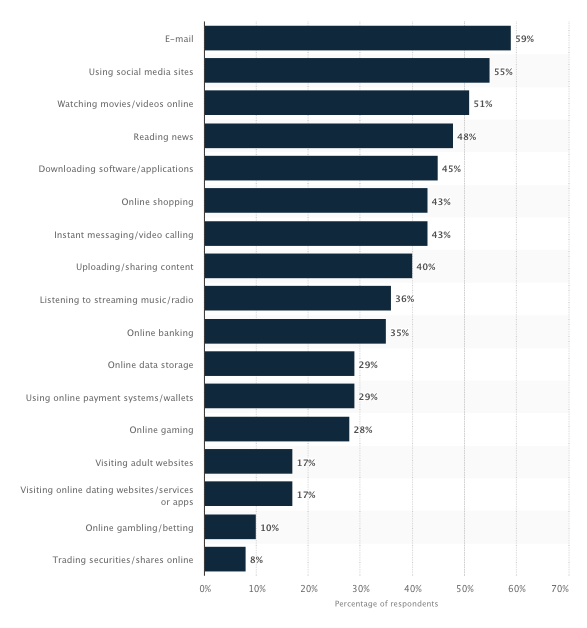 E-mail 59%
Using social media sites 55%
Watching movies/videos online 51%
Reading news 48%
Downloading software/applications 45%
Online shopping 43%
Instant messaging/video calling 43%
Uploading/sharing content 40%
Listening to streaming music/radio 36%
Online banking 35%
Online data storage 29%
Using online payment systems/wallets 29%
Online gaming 28%
Visiting adult websites 17%
Visiting online dating websites/services
or apps 17%
Online gambling/betting 10%
Trading securities/shares online 8%
0% 10% 20% 30% 40% 50% 60% 70%
Percentage of respondents